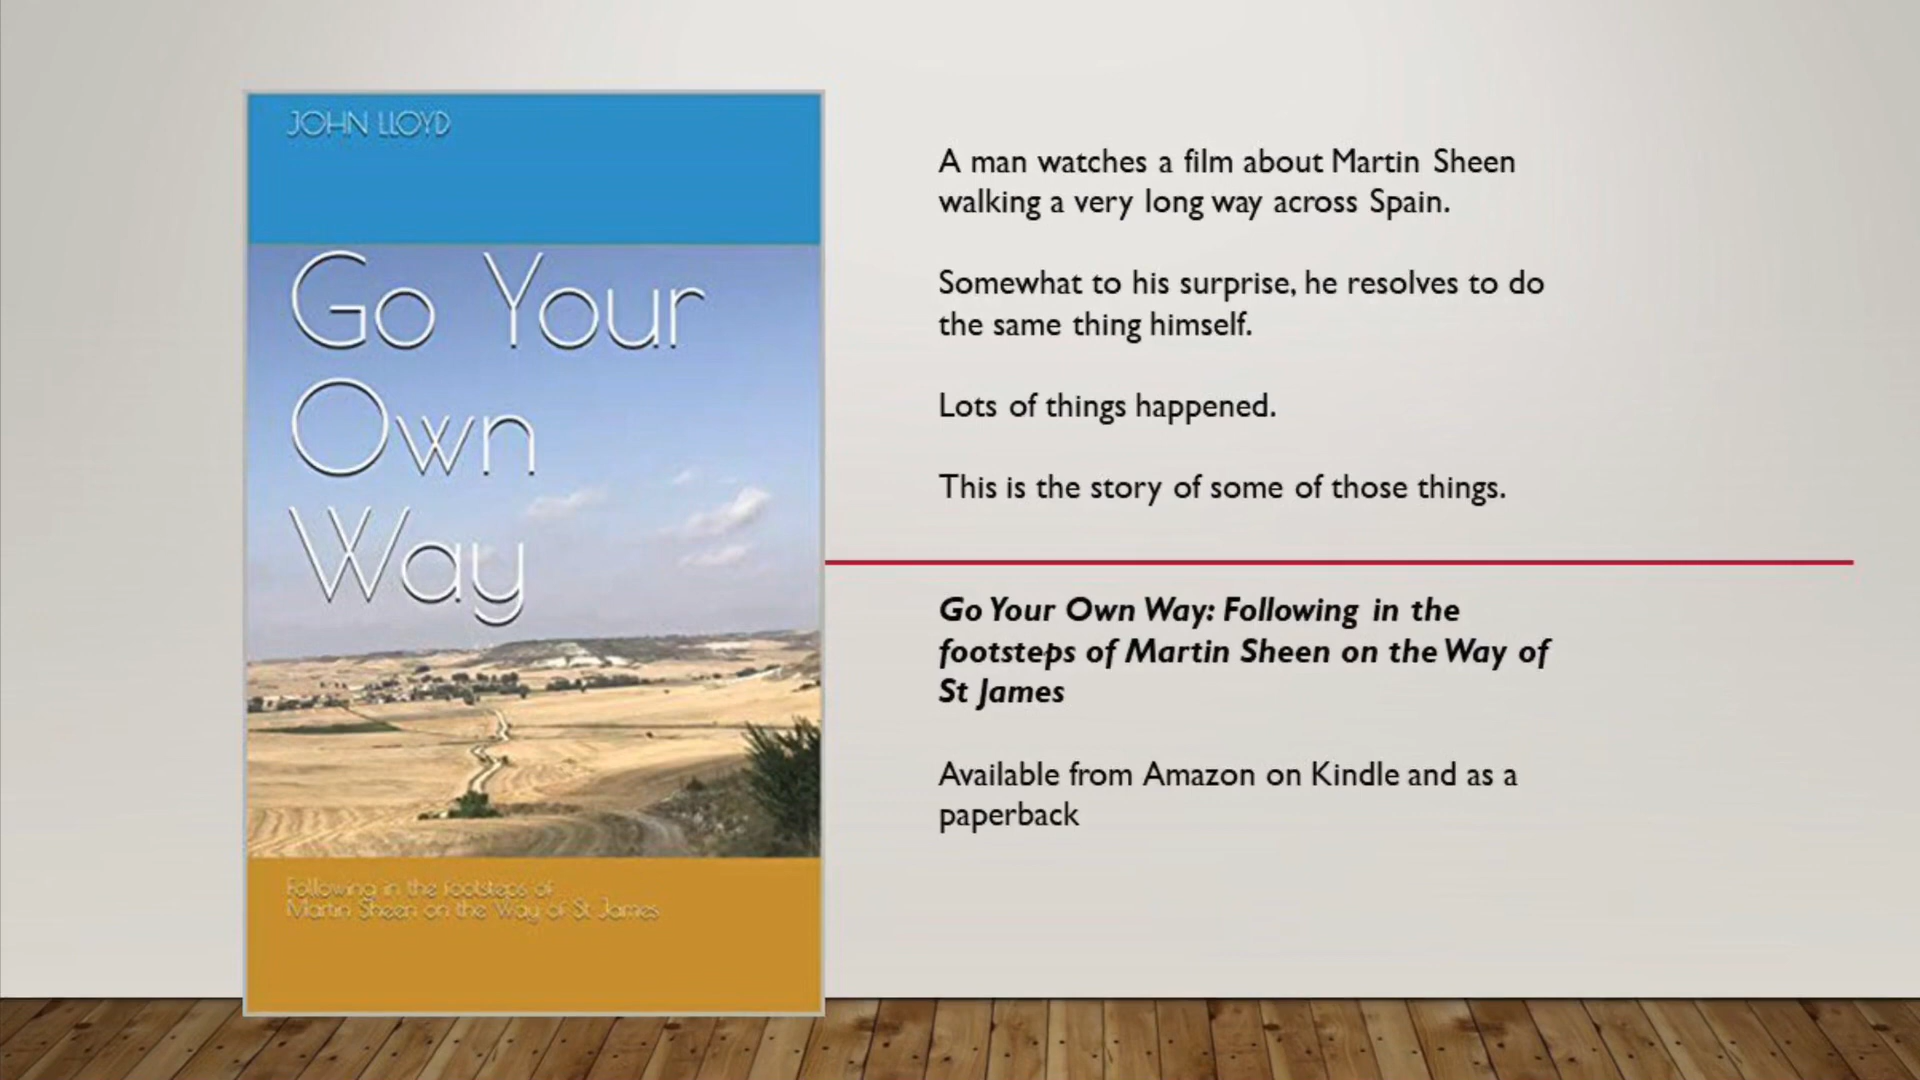 JOHN LLOYD
Go Your
Own
Way
Following in the footsteps of
Martin Sheen on the Way of St James
A man watches a film about Martin Sheen
walking a very long way across Spain.
Somewhat to his surprise, he resolves to do
the same thing himself.
Lots of things happened.
This is the story of some of those things.
Go Your Own Way: Following in the
footsteps of Martin Sheen on the Way of
St James
Available from Amazon on Kindle and as a
paperback